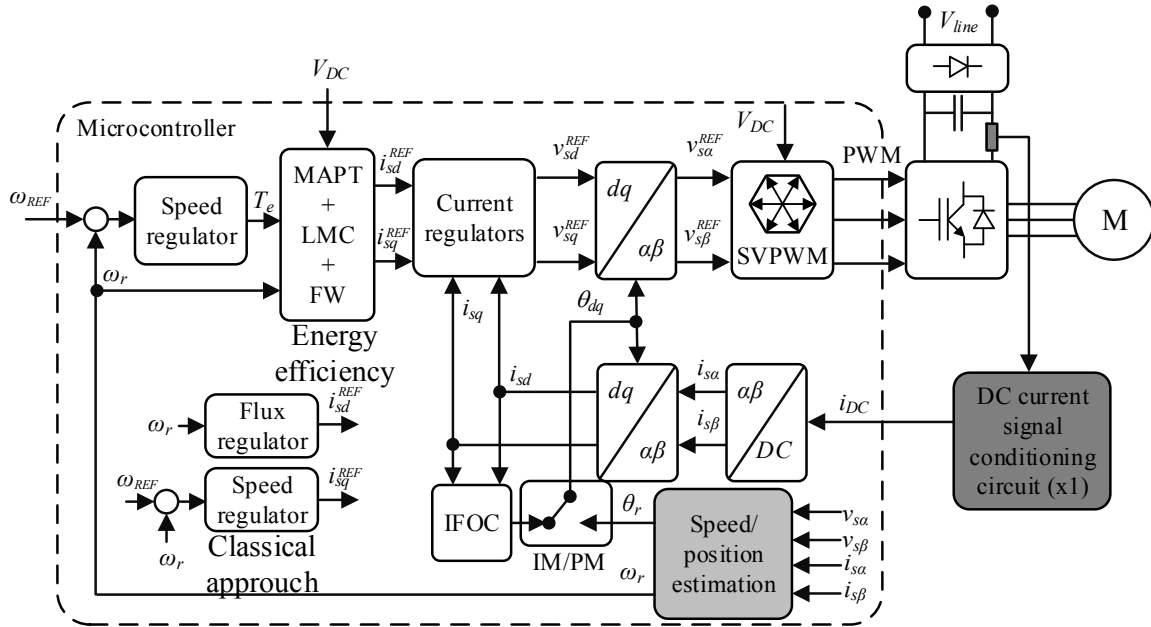 V_line
V_DC
Microcontroller
V_DC
ω_REF
Speed
regulator
T_e
MAPT
+
LMC
+
FW
i_sd^REF
i_sq^REF
Current
regulators
v_sd^REF
v_sq^REF
dq
αβ
v_sα^REF
v_sβ^REF
SVPWM
PWM
M
ω_r
Energy
efficiency
i_sq
θ_dq
i_sd
dq
αβ
i_sα
i_sβ
αβ
DC
i_DC
DC current
signal
conditioning
circuit (x1)
ω_r
Flux
regulator
i_sd^REF
ω_REF
Speed
regulator
i_sq^REF
ω_r
Classical
approuch
IFOC
IM/PM
θ_r
ω_r
Speed/
position
estimation
v_sα
v_sβ
i_sα
i_sβ